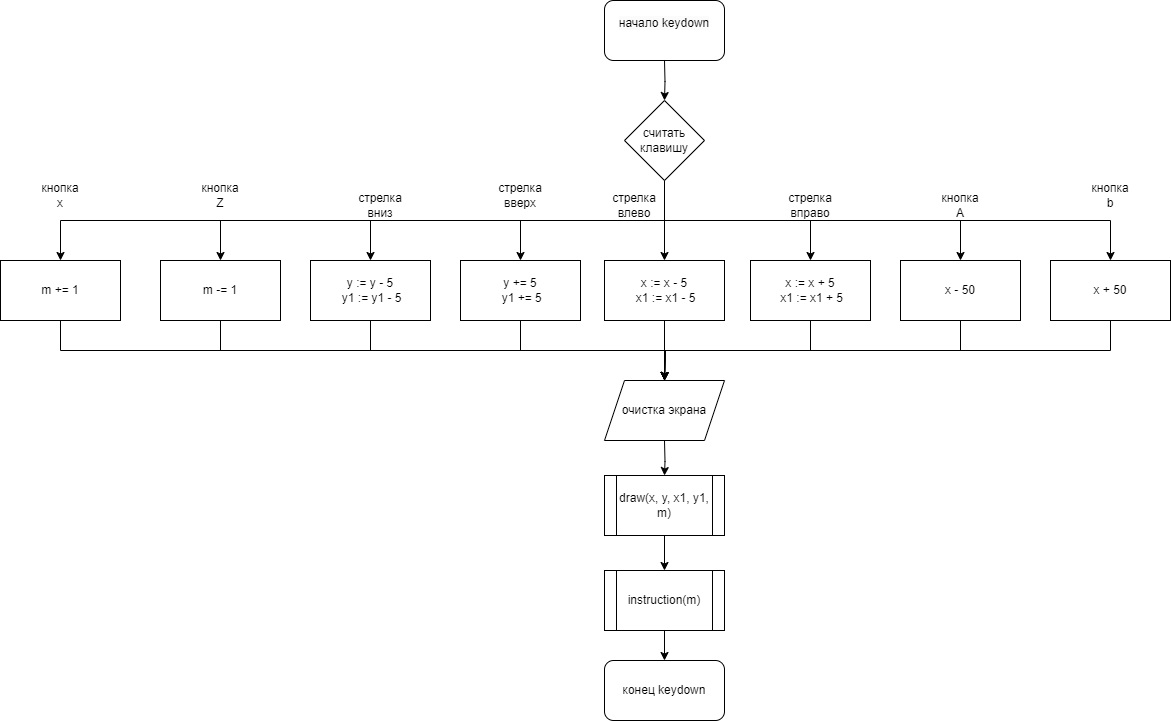 начало keydown
считать
клавишу
кнопка
x
кнопка
Z
стрелка
вниз
стрелка
вверх
стрелка
влево
стрелка
вправо
кнопка
A
кнопка
b
m += 1
m -= 1
y := y - 5
y1 := y1 - 5
y += 5
y1 += 5
x := x - 5
x1 := x1 - 5
x := x + 5
x1 := x1 + 5
x - 50
x + 50
очистка экрана
draw(x, y, x1, y1,
m)
instruction(m)
конец keydown